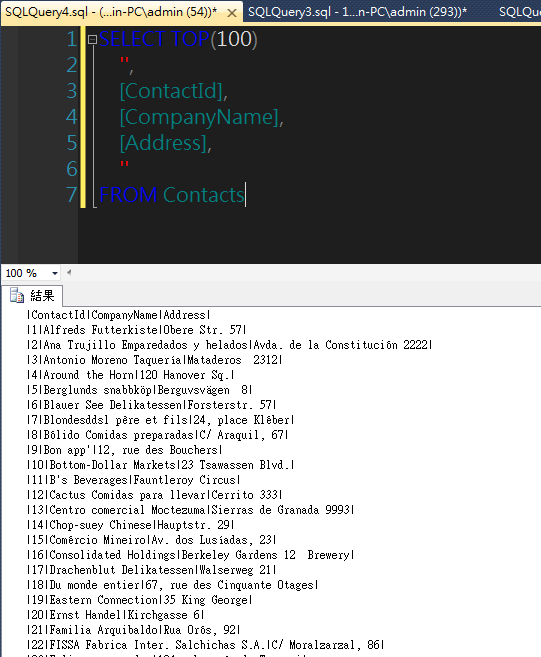 SQLQuery4.sql - (...in-PC\admin (54))* × SQLQuery3.sql - 1...n-PC\admin (293))* SQLQue
1 SELECT TOP(100)
2 '',
3 [ContactId],
4 [CompanyName],
5 [Address],
6 ''
7 FROM Contacts
100 %
結果
|ContactId|CompanyName|Address|
|1|Alfreds Futterkiste|Obere Str. 57|
|2|Ana Trujillo Emparedados y helados|Avda. de la Constitución 2222|
|3|Antonio Moreno Taquería|Mataderos  2312|
|4|Around the Horn|120 Hanover Sq.|
|5|Berglunds snabbköp|Berguvsvägen  8|
|6|Blauer See Delikatessen|Forsterstr. 57|
|7|Blondesddsl père et fils|24, place Kléber|
|8|Bólido Comidas preparadas|C/ Araquil, 67|
|9|Bon app'|12, rue des Bouchers|
|10|Bottom-Dollar Markets|23 Tsawassen Blvd.|
|11|B's Beverages|Fauntleroy Circus|
|12|Cactus Comidas para llevar|Cerrito 333|
|13|Centro comercial Moctezuma|Sierras de Granada 9993|
|14|Chop-suey Chinese|Hauptstr. 29|
|15|Comércio Mineiro|Av. dos Lusíadas, 23|
|16|Consolidated Holdings|Berkeley Gardens 12  Brewery|
|17|Drachenblut Delikatessen|Walserweg 21|
|18|Du monde entier|67, rue des Cinquante Otages|
|19|Eastern Connection|35 King George|
|20|Ernst Handel|Kirchgasse 6|
|21|Familia Arquibaldo|Rua Orós, 92|
|22|FISSA Fabrica Inter. Salchichas S.A.|C/ Moralzarzal, 86|